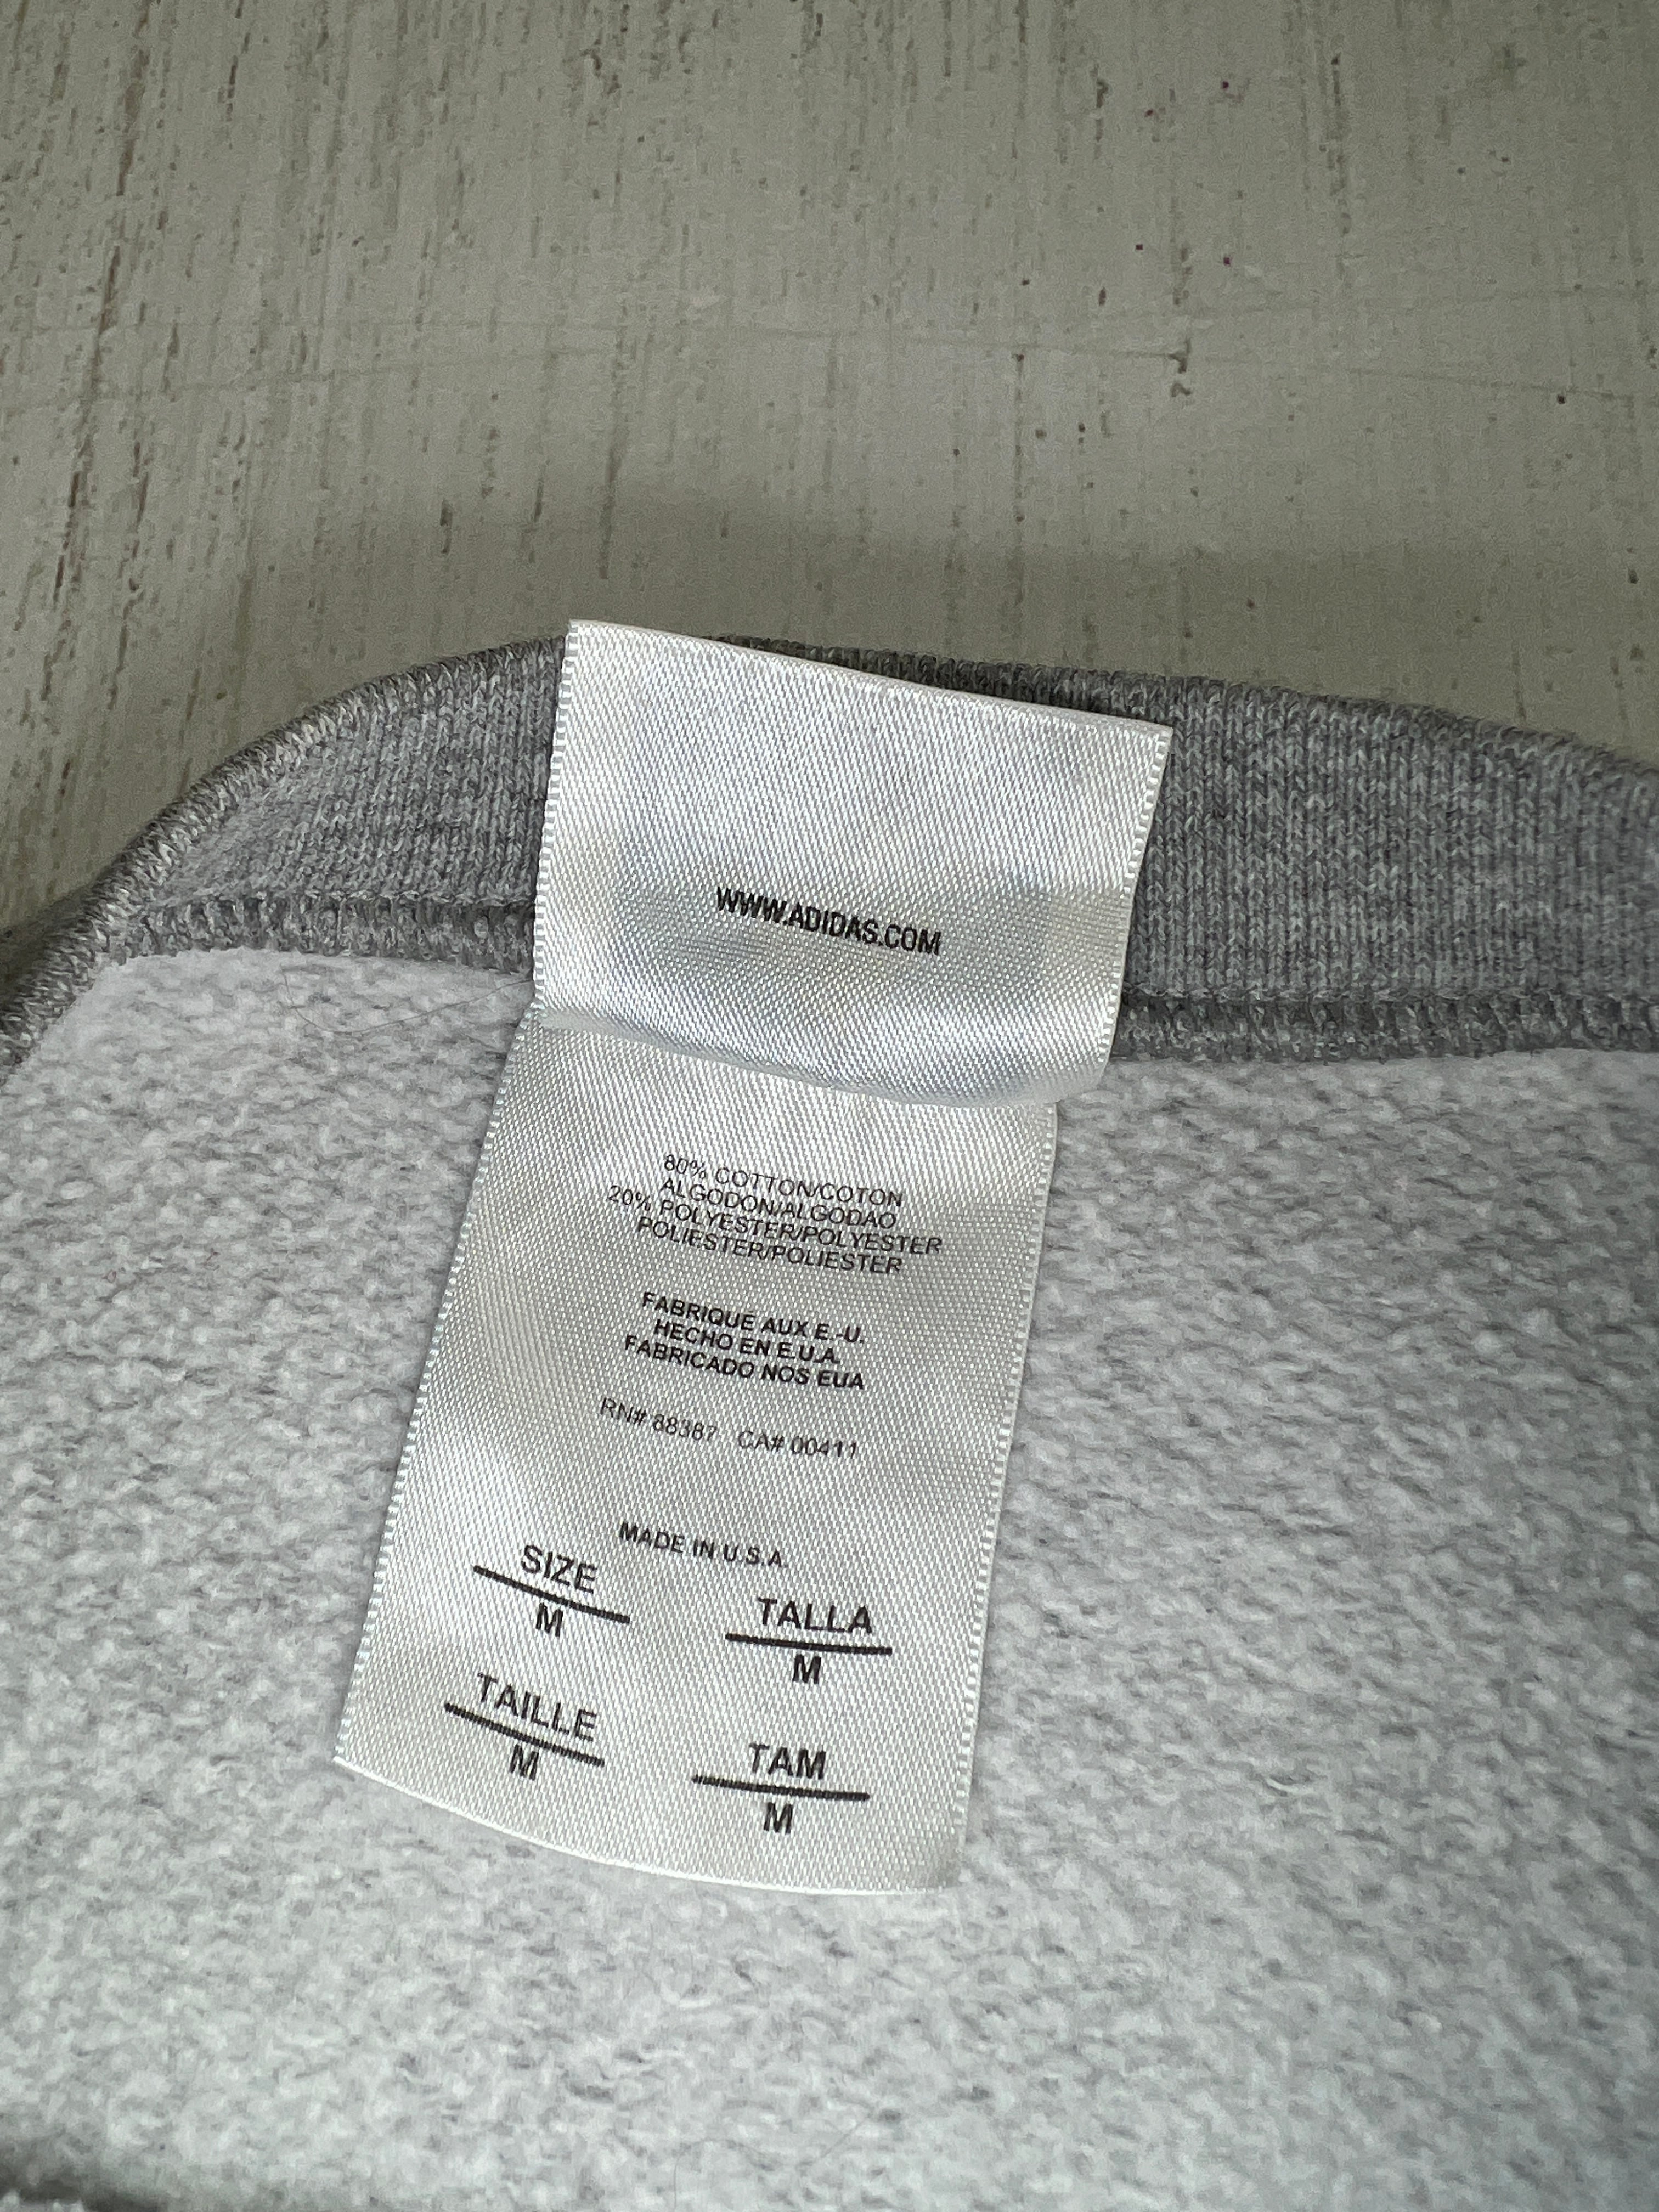 WWW.ADIDAS.COM
80% COTTON/COTON
ALGODON/ALGODAO
20% POLYESTER/POLYESTER
POLIESTER/POLIESTER
FABRIQUE AUX E.-U.
HECHO EN E.U.A.
FABRICADO NOS EUA
RN# 88387 CA# 00411
MADE IN U.S.A.
SIZE
M
TALLA
M
TAILLE
M
TAM
M